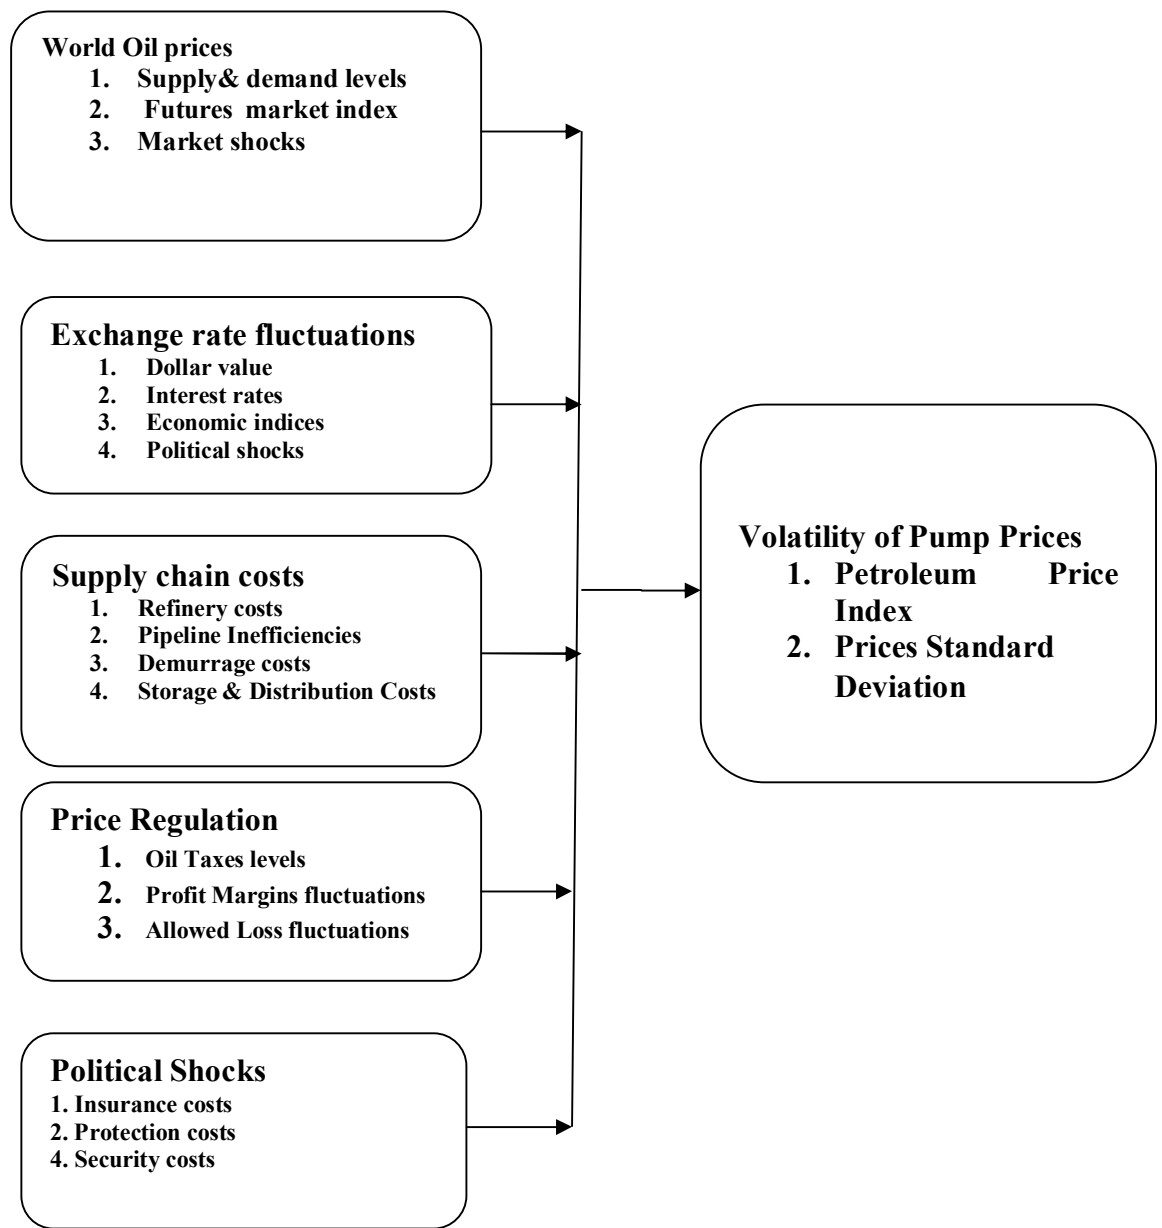 World Oil prices
1. Supply& demand levels
2. Futures market index
3. Market shocks
Exchange rate fluctuations
1. Dollar value
2. Interest rates
3. Economic indices
4. Political shocks
Supply chain costs
1. Refinery costs
2. Pipeline Inefficiencies
3. Demurrage costs
4. Storage & Distribution Costs
Price Regulation
1. Oil Taxes levels
2. Profit Margins fluctuations
3. Allowed Loss fluctuations
Political Shocks
1. Insurance costs
2. Protection costs
4. Security costs
Volatility of Pump Prices
1. Petroleum Price
Index
2. Prices Standard
Deviation